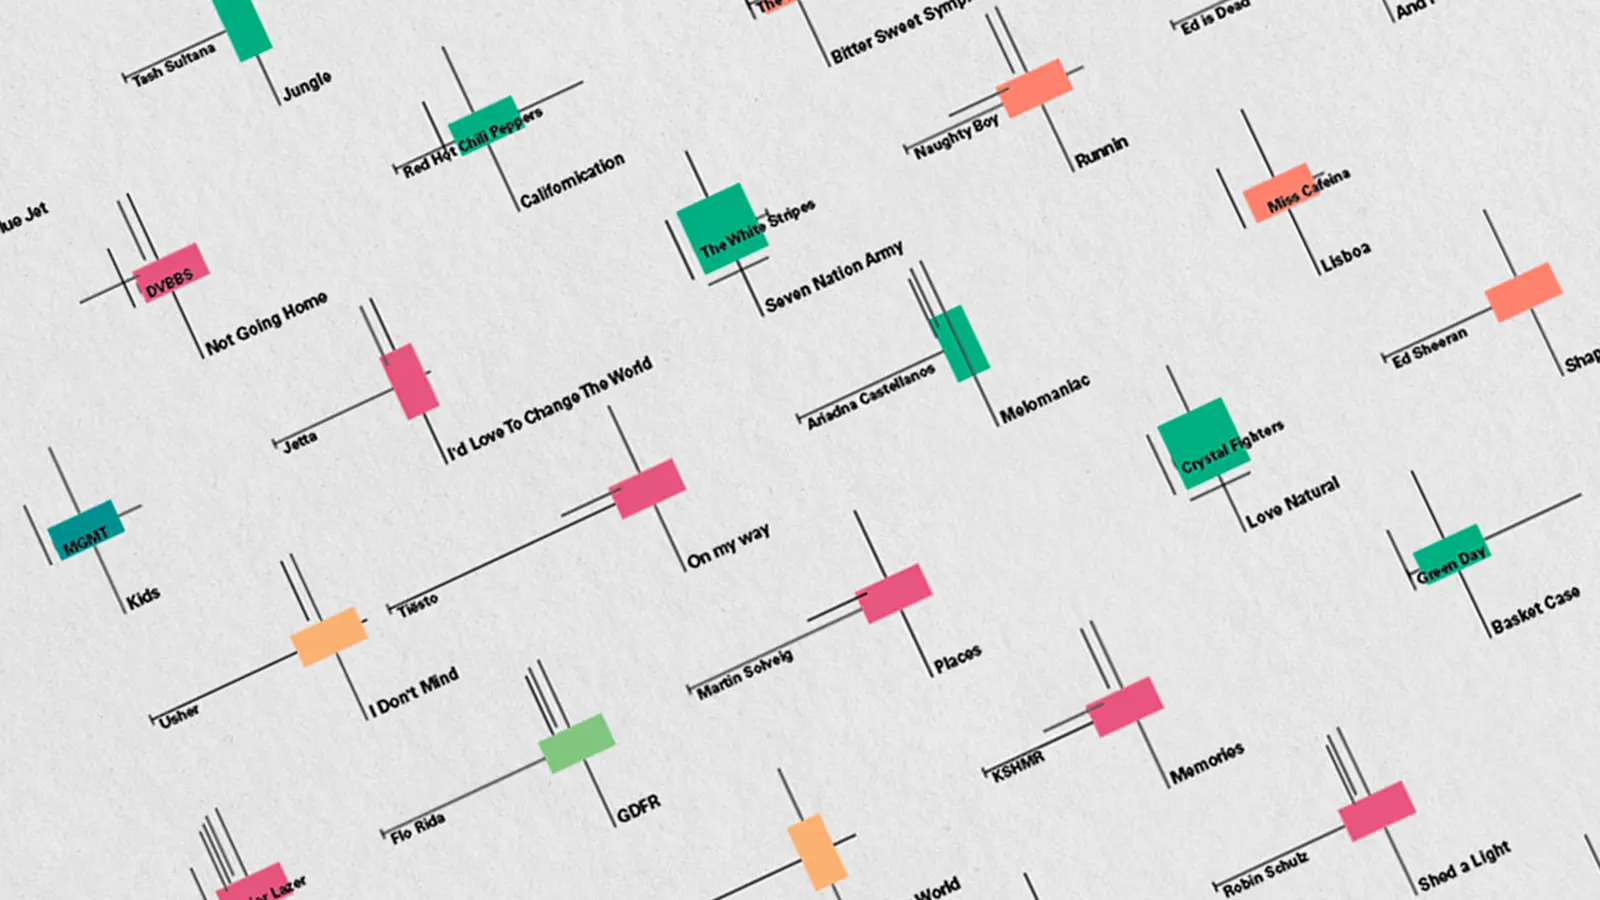 Tash Sultana
Jungle
The
Bitter Sweet
Ed is Dead
And
Red Hot Chili Peppers
Californication
Naughty Boy
Runnin
The White Stripes
Seven Nation Army
Miss Cafeina
Lisboa
lue Jet
DVBBS
Not Going Home
Jetta
I'd Love To Change The World
Ariadna Castellanos
Melomaniac
Ed Sheeran
Shap
Crystal Fighters
Love Natural
MGMT
Kids
Tiësto
On my way
Green Day
Basket Case
Usher
I Don't Mind
Martin Solveig
Places
Flo Rida
GDFR
KSHMR
Memories
Lazer
World
Robin Schulz
Shed a Light